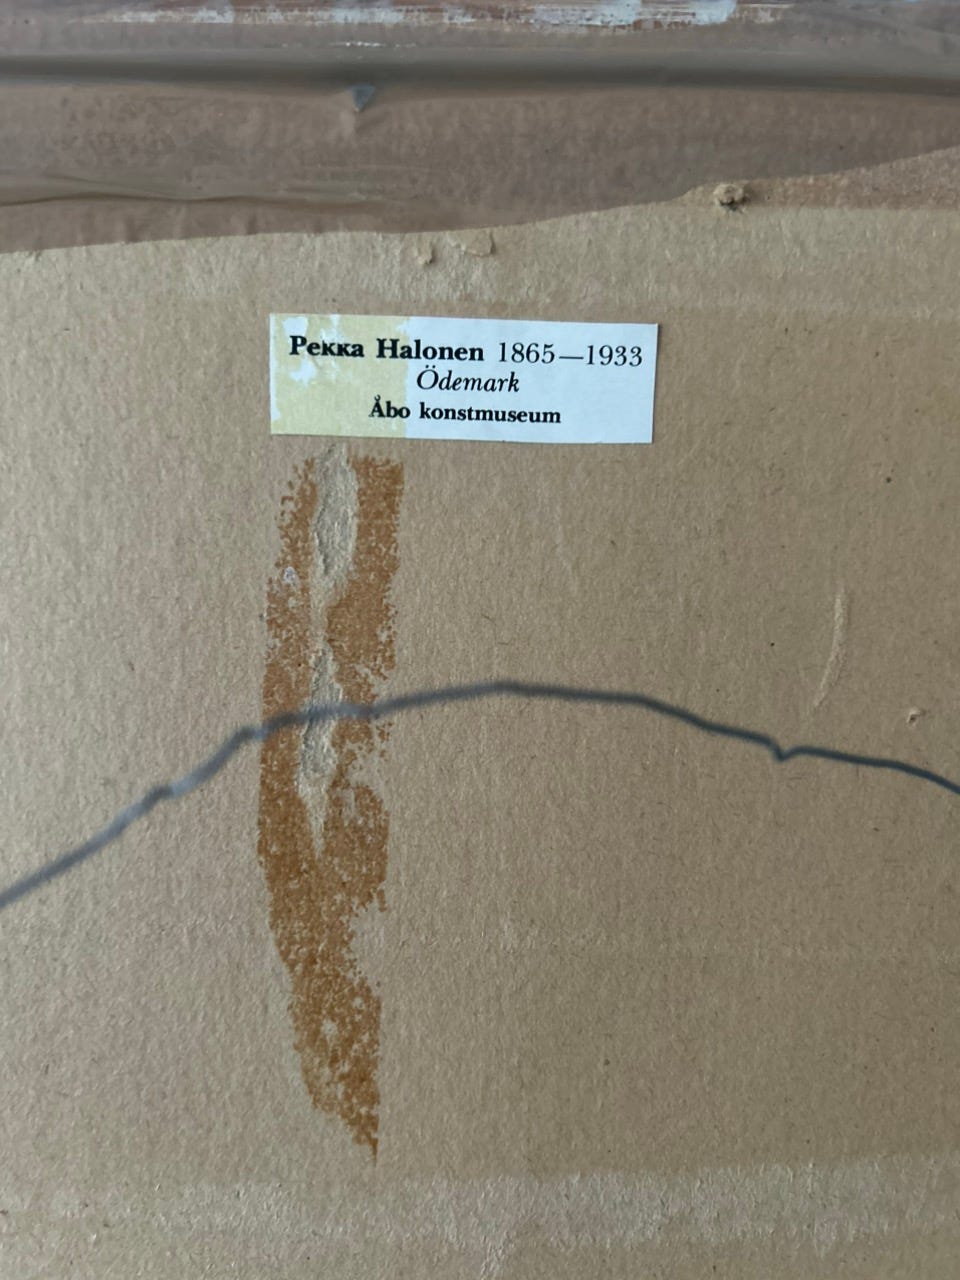 Pekka Halonen 1865—1933
Ödemark
Åbo konstmuseum